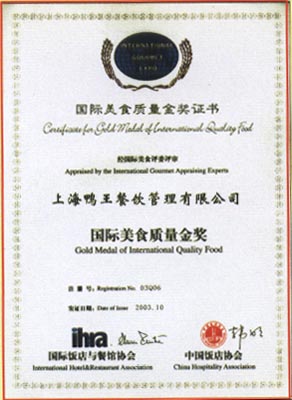 INTERNATIONAL
GOURMET
EXPO
国际美食质量金奖证书
Certificate for Gold Medal of International Quality Food
经国际美食评委评审
Appraised by the International Gourmet Appraising Experts
上海鸭王餐饮管理有限公司
国际美食质量金奖
Gold Medal of International Quality Food
注 册 号: Registration No. 03Q06
发证日期: Date of Issue 2003.10
ihra
国际饭店与餐馆协会
International Hotel&Restaurant Association
中国饭店协会
China Hospitality Association